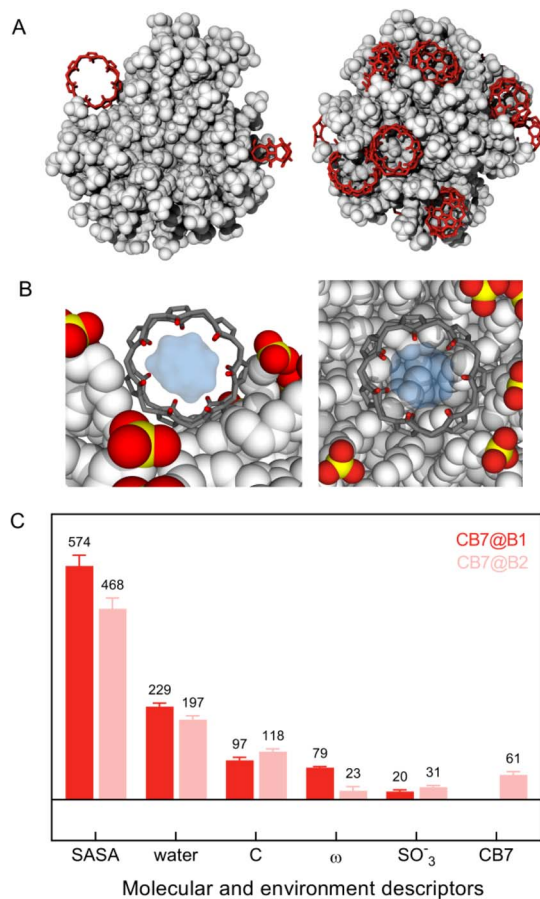 A
B
C
574
468
229
197
97
118
79
23
20
31
61
CB7@B1
CB7@B2
SASA
water
C
ω
SO⁻₃
CB7
Molecular and environment descriptors